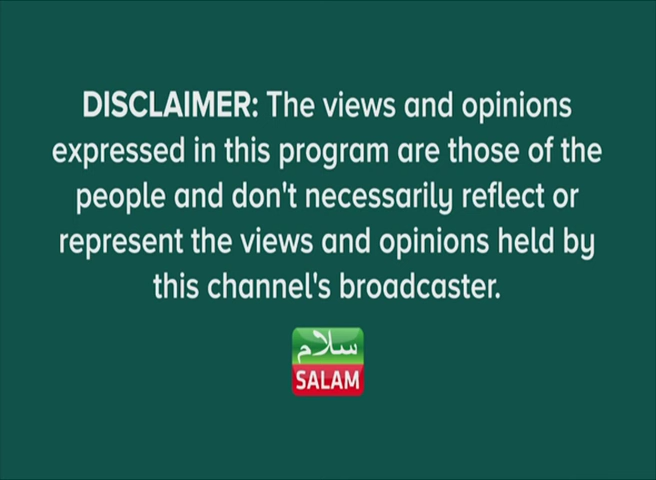 DISCLAIMER: The views and opinions
expressed in this program are those of the
people and don't necessarily reflect or
represent the views and opinions held by
this channel's broadcaster.
سلام
SALAM